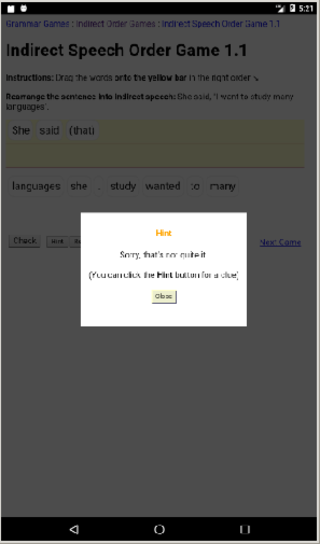 5:21
Grammar Games : Indirect Order Games : Indirect Speech Order Game 1.1
Indirect Speech Order Game 1.1
Instructions: Drag the words onto the yellow bar in the right order
Rearrange the sentence into indirect speech: She said, "I want to study many
languages".
She said (that)
languages she . study wanted to many
Check Hint Next Game
Hint
Sorry, that's not quite it
(You can click the Hint button for a clue)
Close